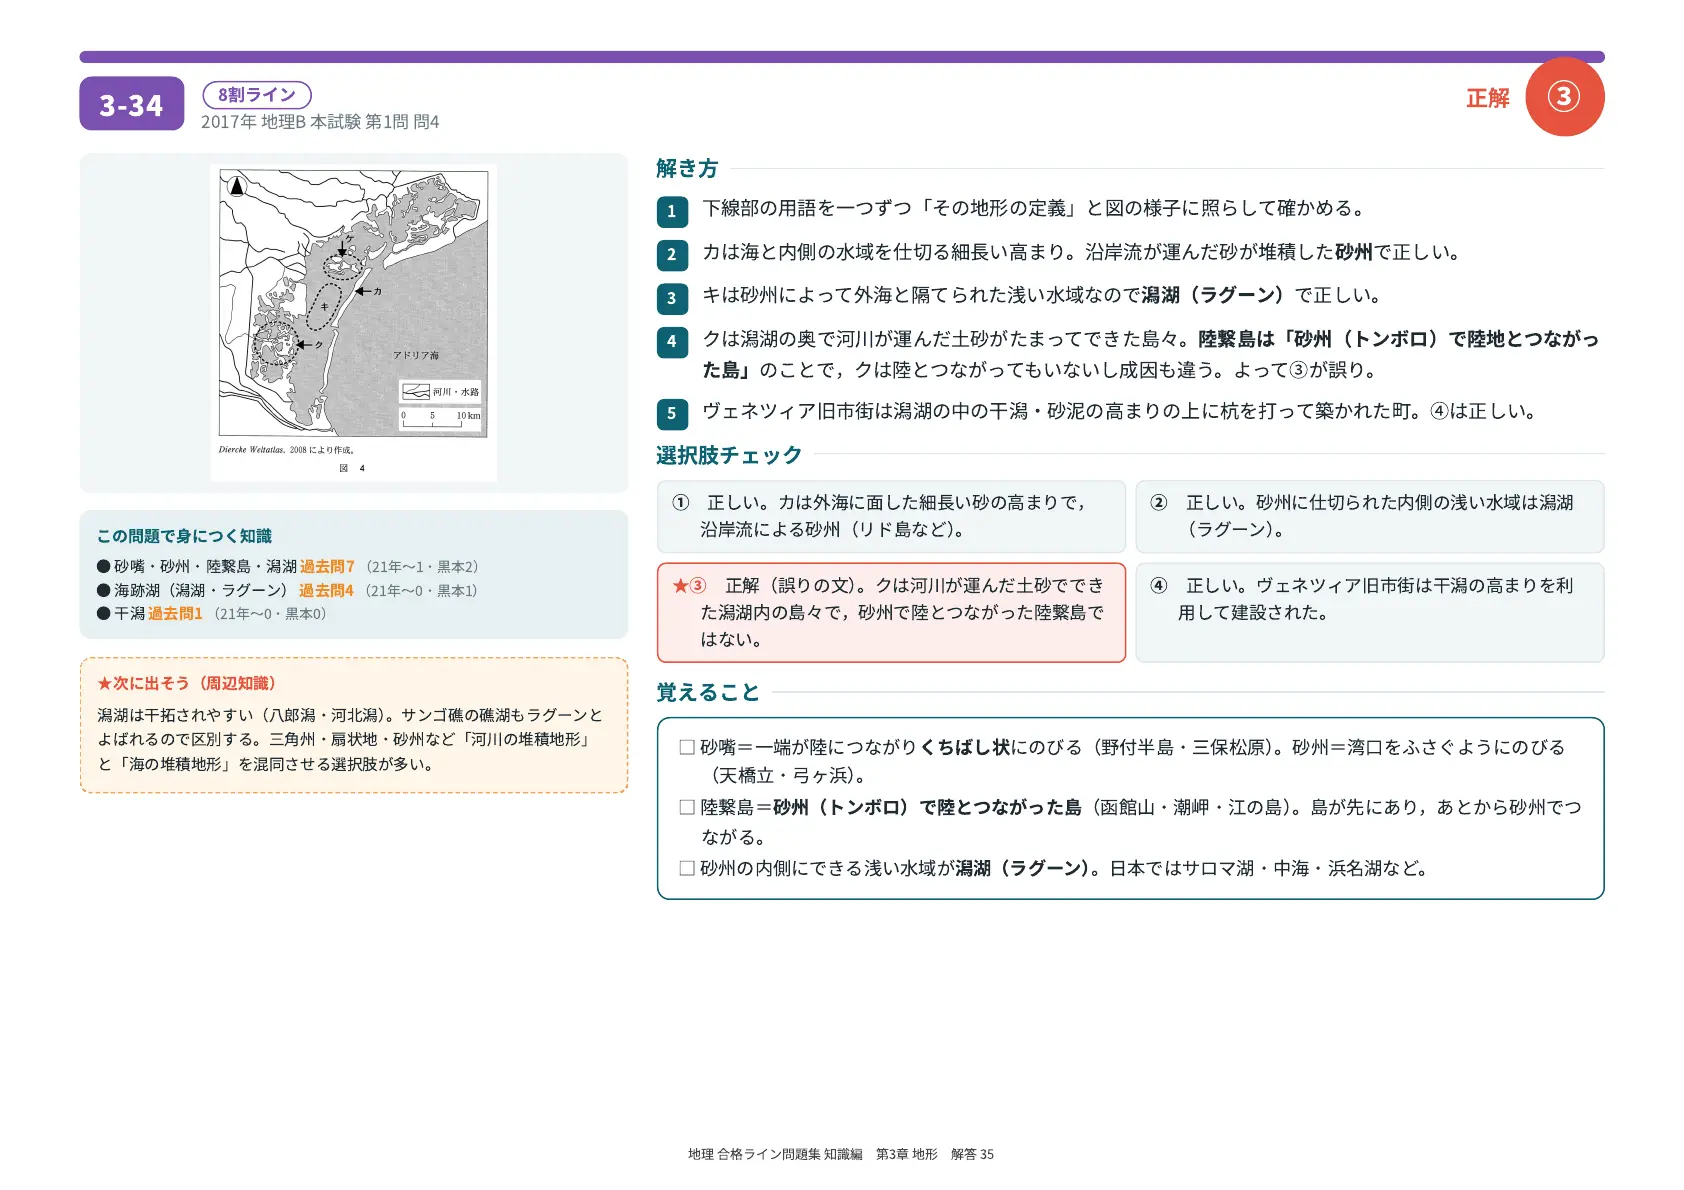 3-34
8割ライン
2017年 地理B 本試験 第1問 問4
正解 ③
ケ
カ
キ
ク
アドリア海
河川・水路
0 5 10km
Diercke Weltatlas, 2008 により作成。
図 4
この問題で身につく知識
●砂嘴・砂州・陸繋島・潟湖 過去問7（21年〜1・黒本2）
●海跡湖（潟湖・ラグーン） 過去問4（21年〜0・黒本1）
●干潟 過去問1（21年〜0・黒本0）
★次に出そう（周辺知識）
潟湖は干拓されやすい（八郎潟・河北潟）。サンゴ礁の礁湖もラグーンと
よばれるので区別する。三角州・扇状地・砂州など「河川の堆積地形」
と「海の堆積地形」を混同させる選択肢が多い。
解き方
1 下線部の用語を一つずつ「その地形の定義」と図の様子に照らして確かめる。
2 カは海と内側の水域を仕切る細長い高まり。沿岸流が運んだ砂が堆積した砂州で正しい。
3 キは砂州によって外海と隔てられた浅い水域なので潟湖（ラグーン）で正しい。
4 クは潟湖の奥で河川が運んだ土砂がたまってできた島々。陸繋島は「砂州（トンボロ）で陸地とつながっ
た島」のことで，クは陸とつながってもいないし成因も違う。よって③が誤り。
5 ヴェネツィア旧市街は潟湖の中の干潟・砂泥の高まりの上に杭を打って築かれた町。④は正しい。
選択肢チェック
① 正しい。カは外海に面した細長い砂の高まりで，
沿岸流による砂州（リド島など）。
② 正しい。砂州に仕切られた内側の浅い水域は潟湖
（ラグーン）。
★③ 正解（誤りの文）。クは河川が運んだ土砂ででき
た潟湖内の島々で，砂州で陸とつながった陸繋島で
はない。
④ 正しい。ヴェネツィア旧市街は干潟の高まりを利
用して建設された。
覚えること
□ 砂嘴＝一端が陸につながりくちばし状にのびる（野付半島・三保松原）。砂州＝湾口をふさぐようにのびる
（天橋立・弓ヶ浜）。
□ 陸繋島＝砂州（トンボロ）で陸とつながった島（函館山・潮岬・江の島）。島が先にあり，あとから砂州でつ
ながる。
□ 砂州の内側にできる浅い水域が潟湖（ラグーン）。日本ではサロマ湖・中海・浜名湖など。
地理 合格ライン問題集 知識編 第3章 地形 解答 35